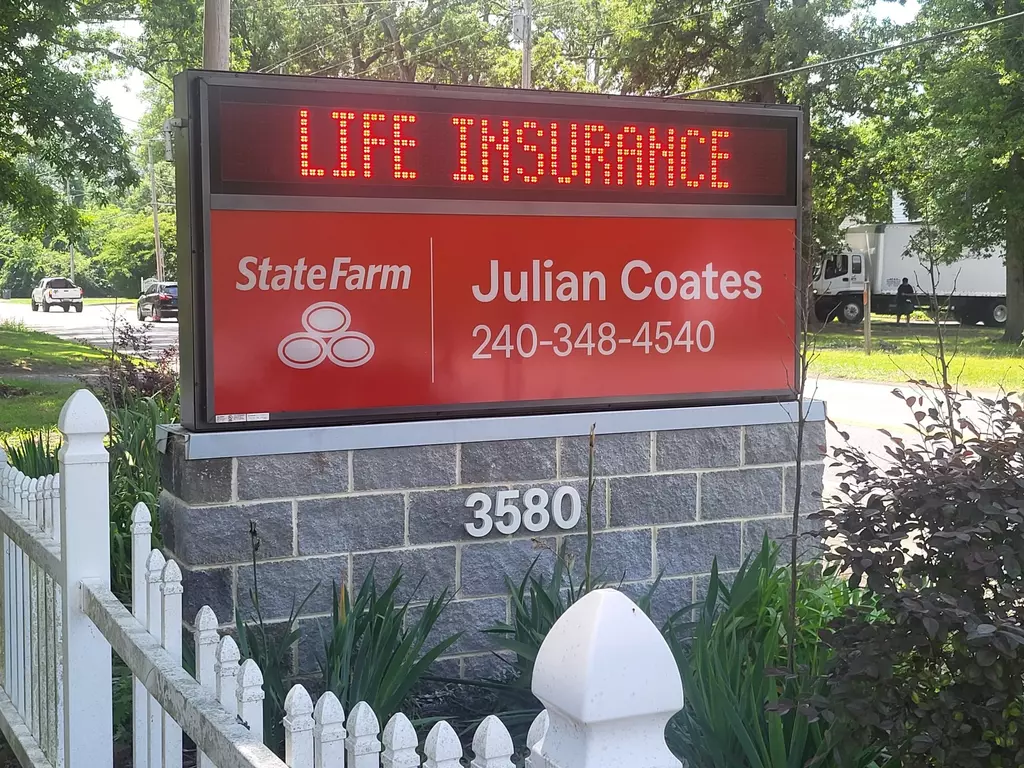 LIFE INSURANCE
StateFarm
Julian Coates
240-348-4540
3580